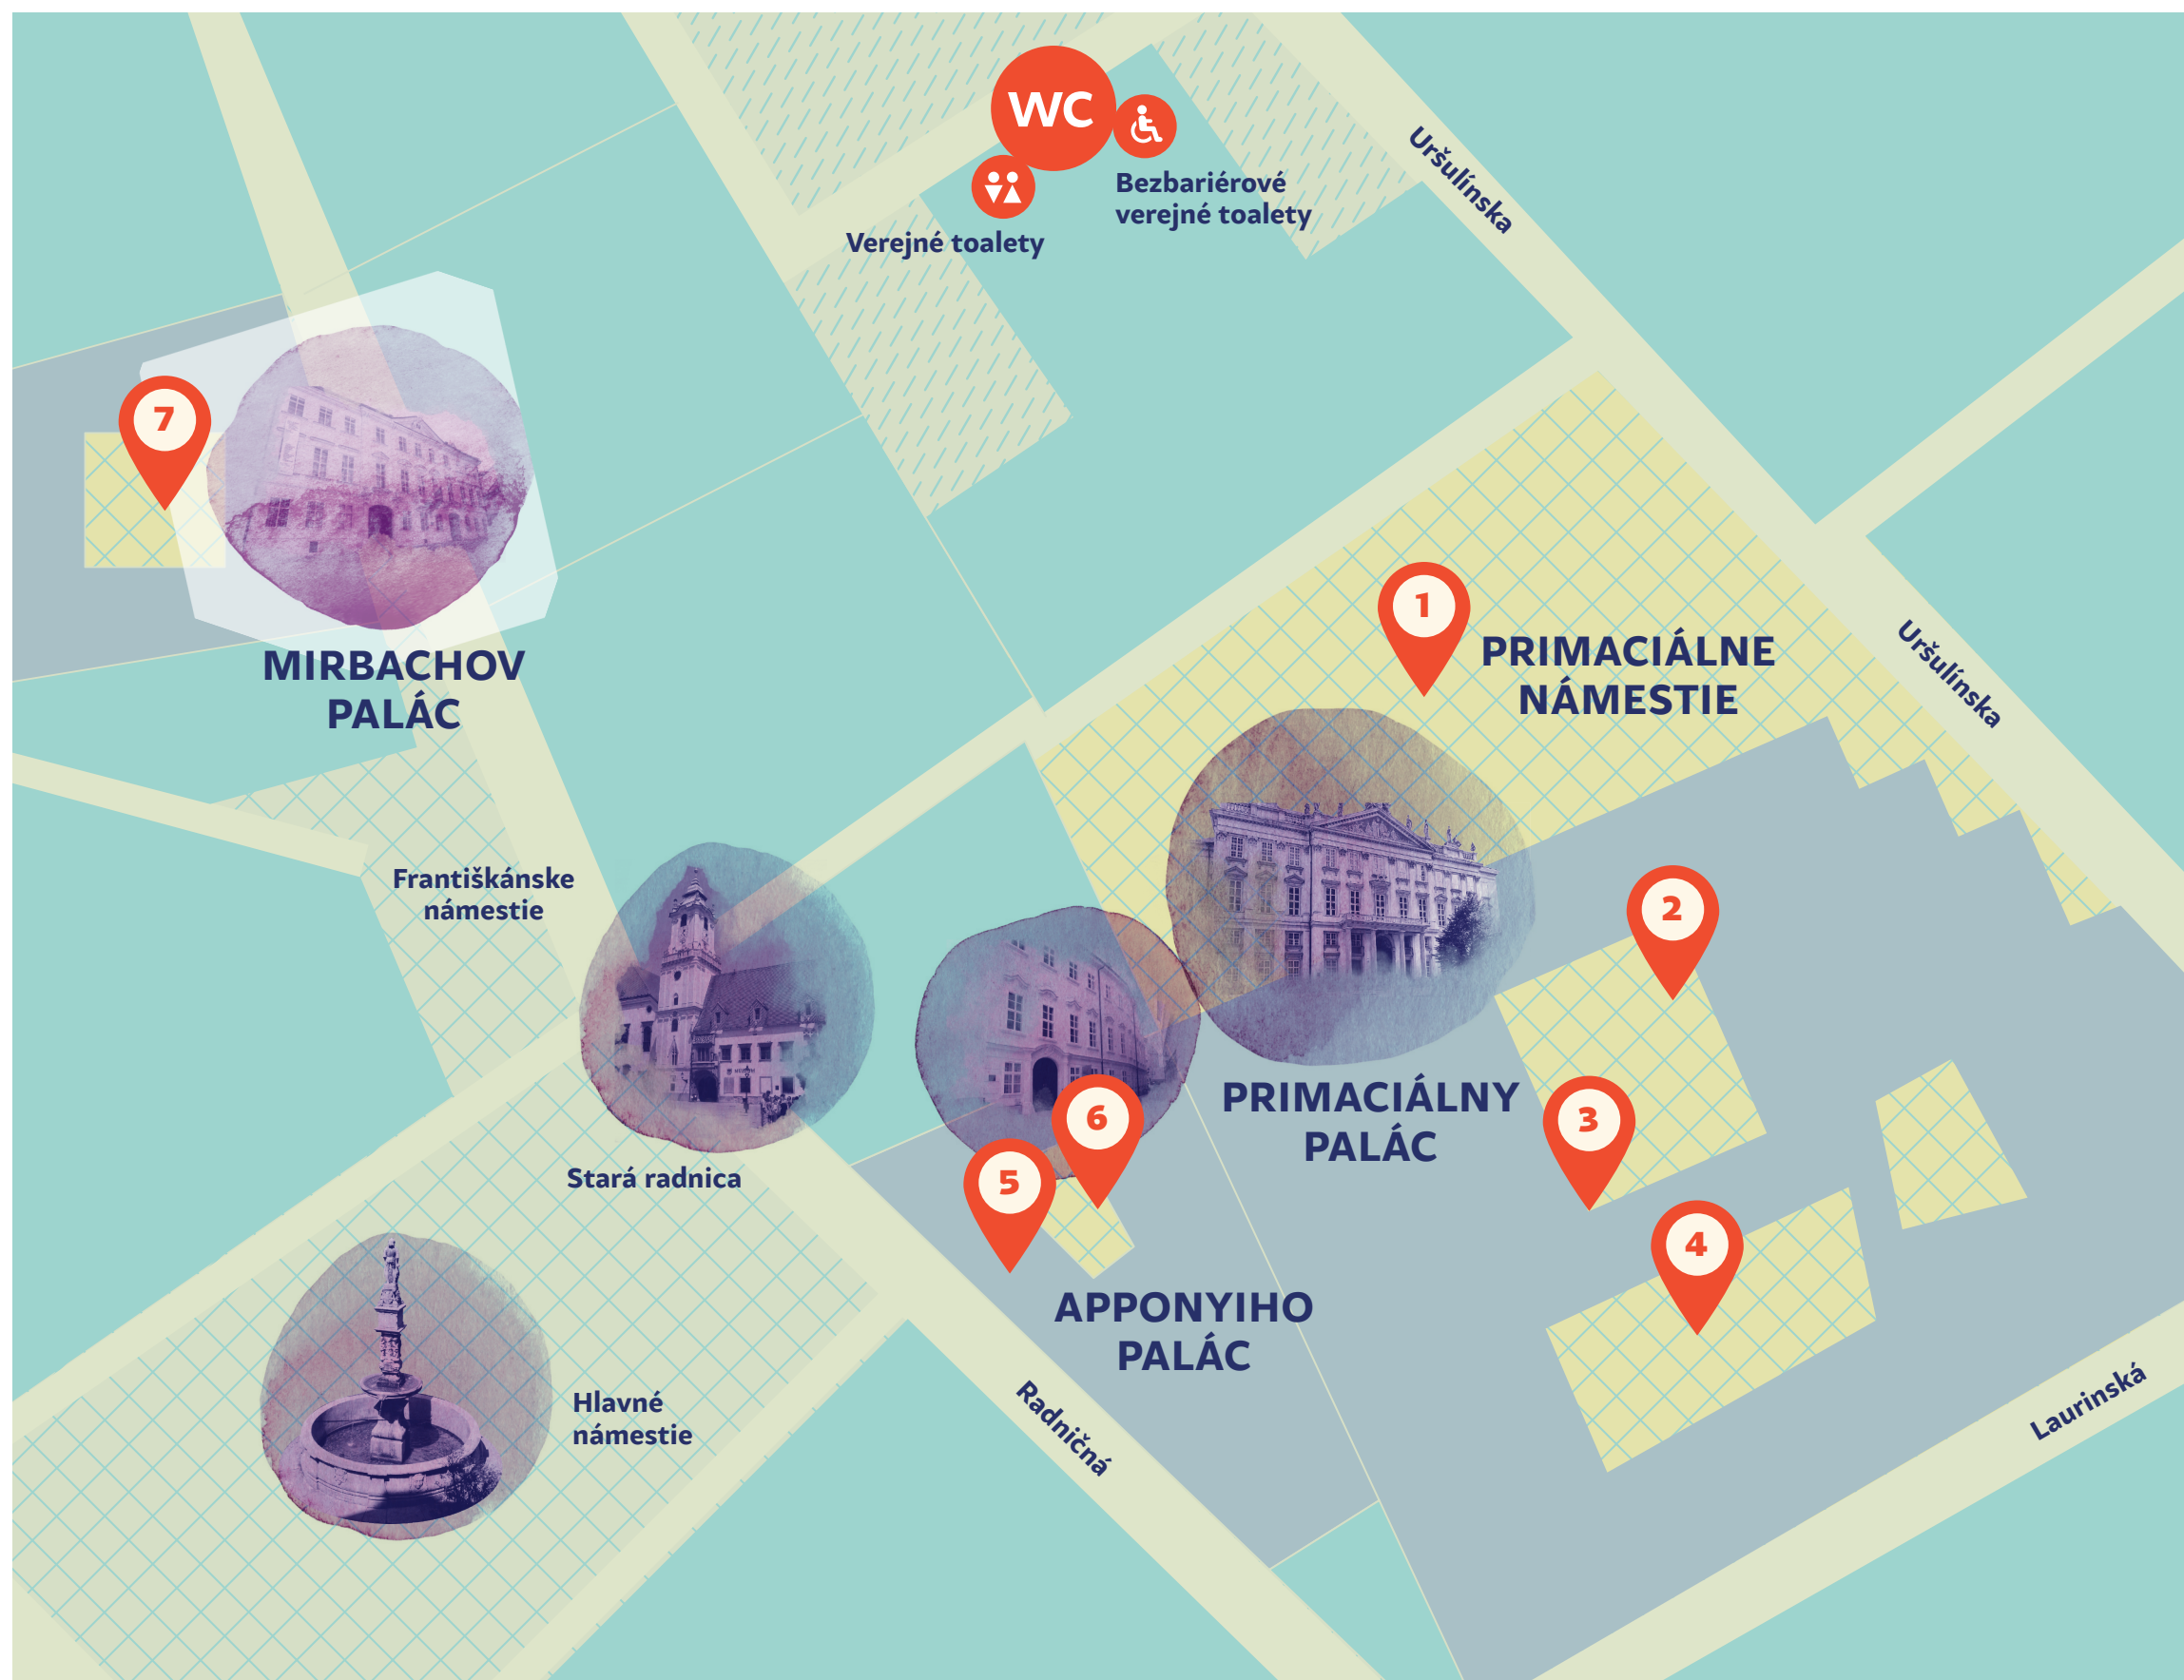 WC
Bezbariérové
verejné toalety
Verejné toalety
Uršulínska
7
1
PRIMACIÁLNE
NÁMESTIE
Uršulínska
MIRBACHOV
PALÁC
Františkánske
námestie
2
PRIMACIÁLNY
PALÁC
3
6
5
Stará radnica
4
APPONYIHO
PALÁC
Hlavné
námestie
Radničná
Laurinská